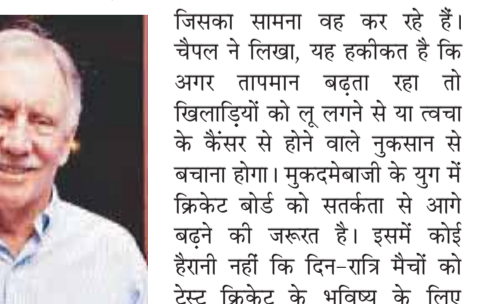 जिसका सामना वह कर रहे हैं।
चैपल ने लिखा, यह हकीकत है कि
अगर तापमान बढ़ता रहा तो
खिलाड़ियों को लू लगने से या त्वचा
के कैंसर से होने वाले नुकसान से
बचाना होगा। मुकदमेबाजी के युग में
क्रिकेट बोर्ड को सतर्कता से आगे
बढ़ने की जरूरत है। इसमें कोई
हैरानी नहीं कि दिन-रात्रि मैचों को
टेस्ट क्रिकेट के भविष्य के लिए